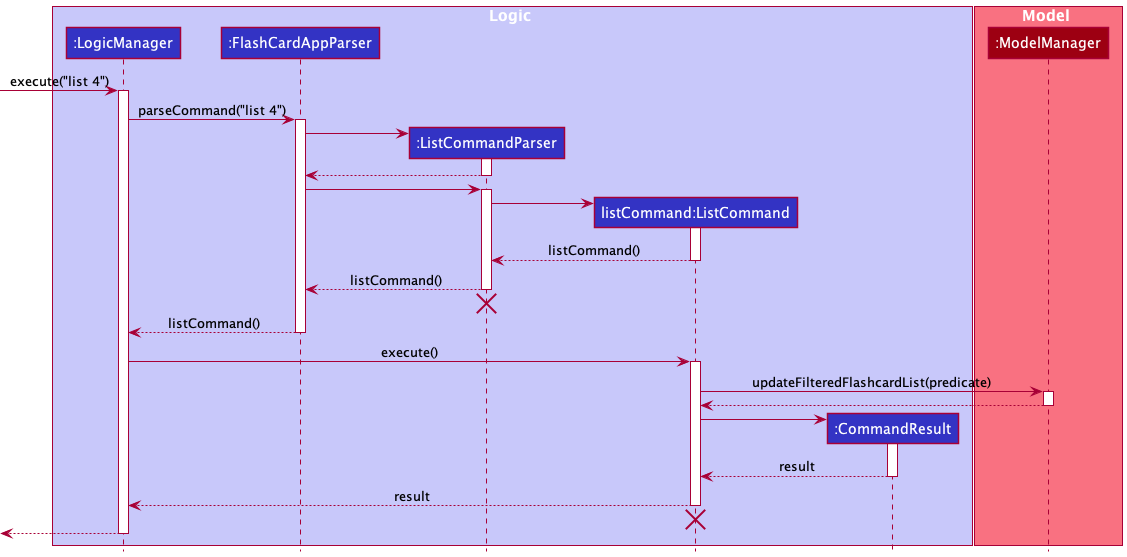 Logic
Model
:LogicManager
:FlashCardAppParser
:ModelManager
execute("list 4")
parseCommand("list 4")
:ListCommandParser
listCommand:ListCommand
listCommand()
listCommand()
listCommand()
execute()
updateFilteredFlashcardList(predicate)
:CommandResult
result
result